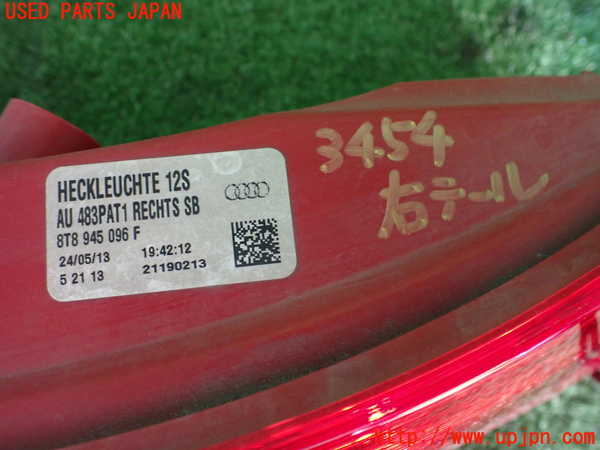 USED PARTS JAPAN
3454
右テール
HECKLEUCHTE 12S
AU 483PAT1 RECHTS SB
8T8 945 096 F
24/05/13 19:42:12
5 21 13 21190213
http://www.upjpn.com/